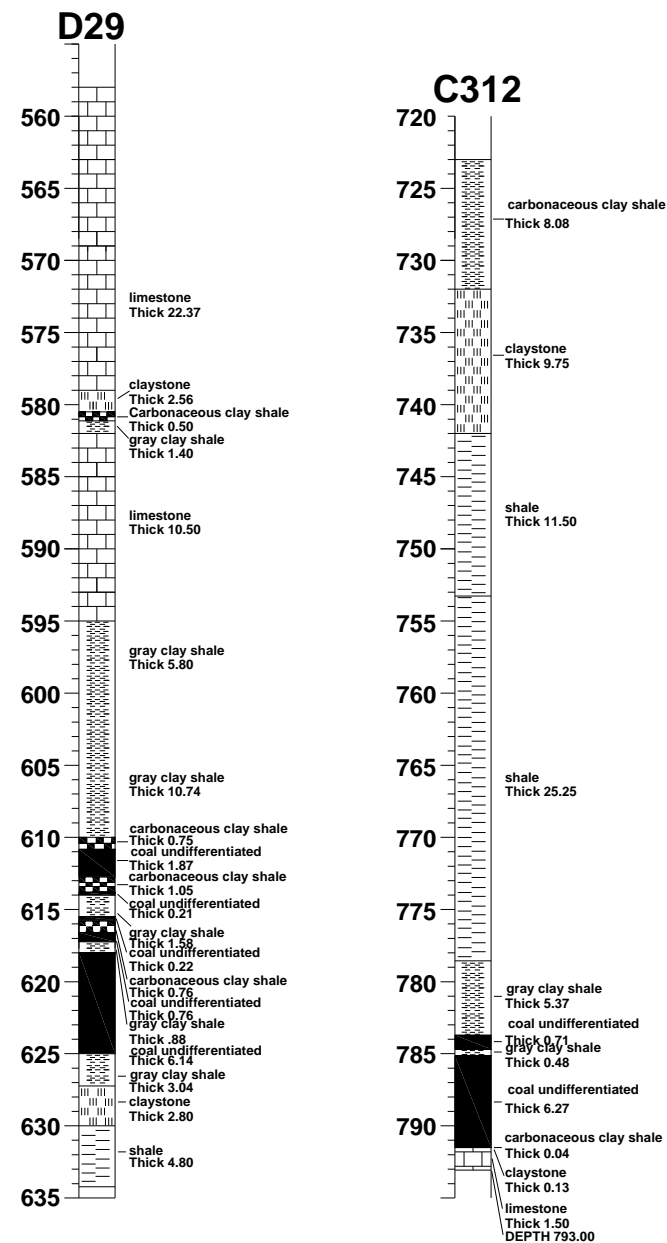 D29
560
565
570
575
580
585
590
595
600
605
610
615
620
625
630
635
limestone
Thick 22.37
claystone
Thick 2.56
Carbonaceous clay shale
Thick 0.50
gray clay shale
Thick 1.40
limestone
Thick 10.50
gray clay shale
Thick 5.80
gray clay shale
Thick 10.74
carbonaceous clay shale
Thick 0.75
coal undifferentiated
Thick 1.87
carbonaceous clay shale
Thick 1.05
coal undifferentiated
Thick 0.21
gray clay shale
Thick 1.58
coal undifferentiated
Thick 0.22
carbonaceous clay shale
Thick 0.76
coal undifferentiated
Thick 0.76
gray clay shale
Thick .88
coal undifferentiated
Thick 6.14
gray clay shale
Thick 3.04
claystone
Thick 2.80
shale
Thick 4.80
C312
720
725
730
735
740
745
750
755
760
765
770
775
780
785
790
carbonaceous clay shale
Thick 8.08
claystone
Thick 9.75
shale
Thick 11.50
shale
Thick 25.25
gray clay shale
Thick 5.37
coal undifferentiated
Thick 0.71
gray clay shale
Thick 0.48
coal undifferentiated
Thick 6.27
carbonaceous clay shale
Thick 0.04
claystone
Thick 0.13
limestone
Thick 1.50
DEPTH 793.00